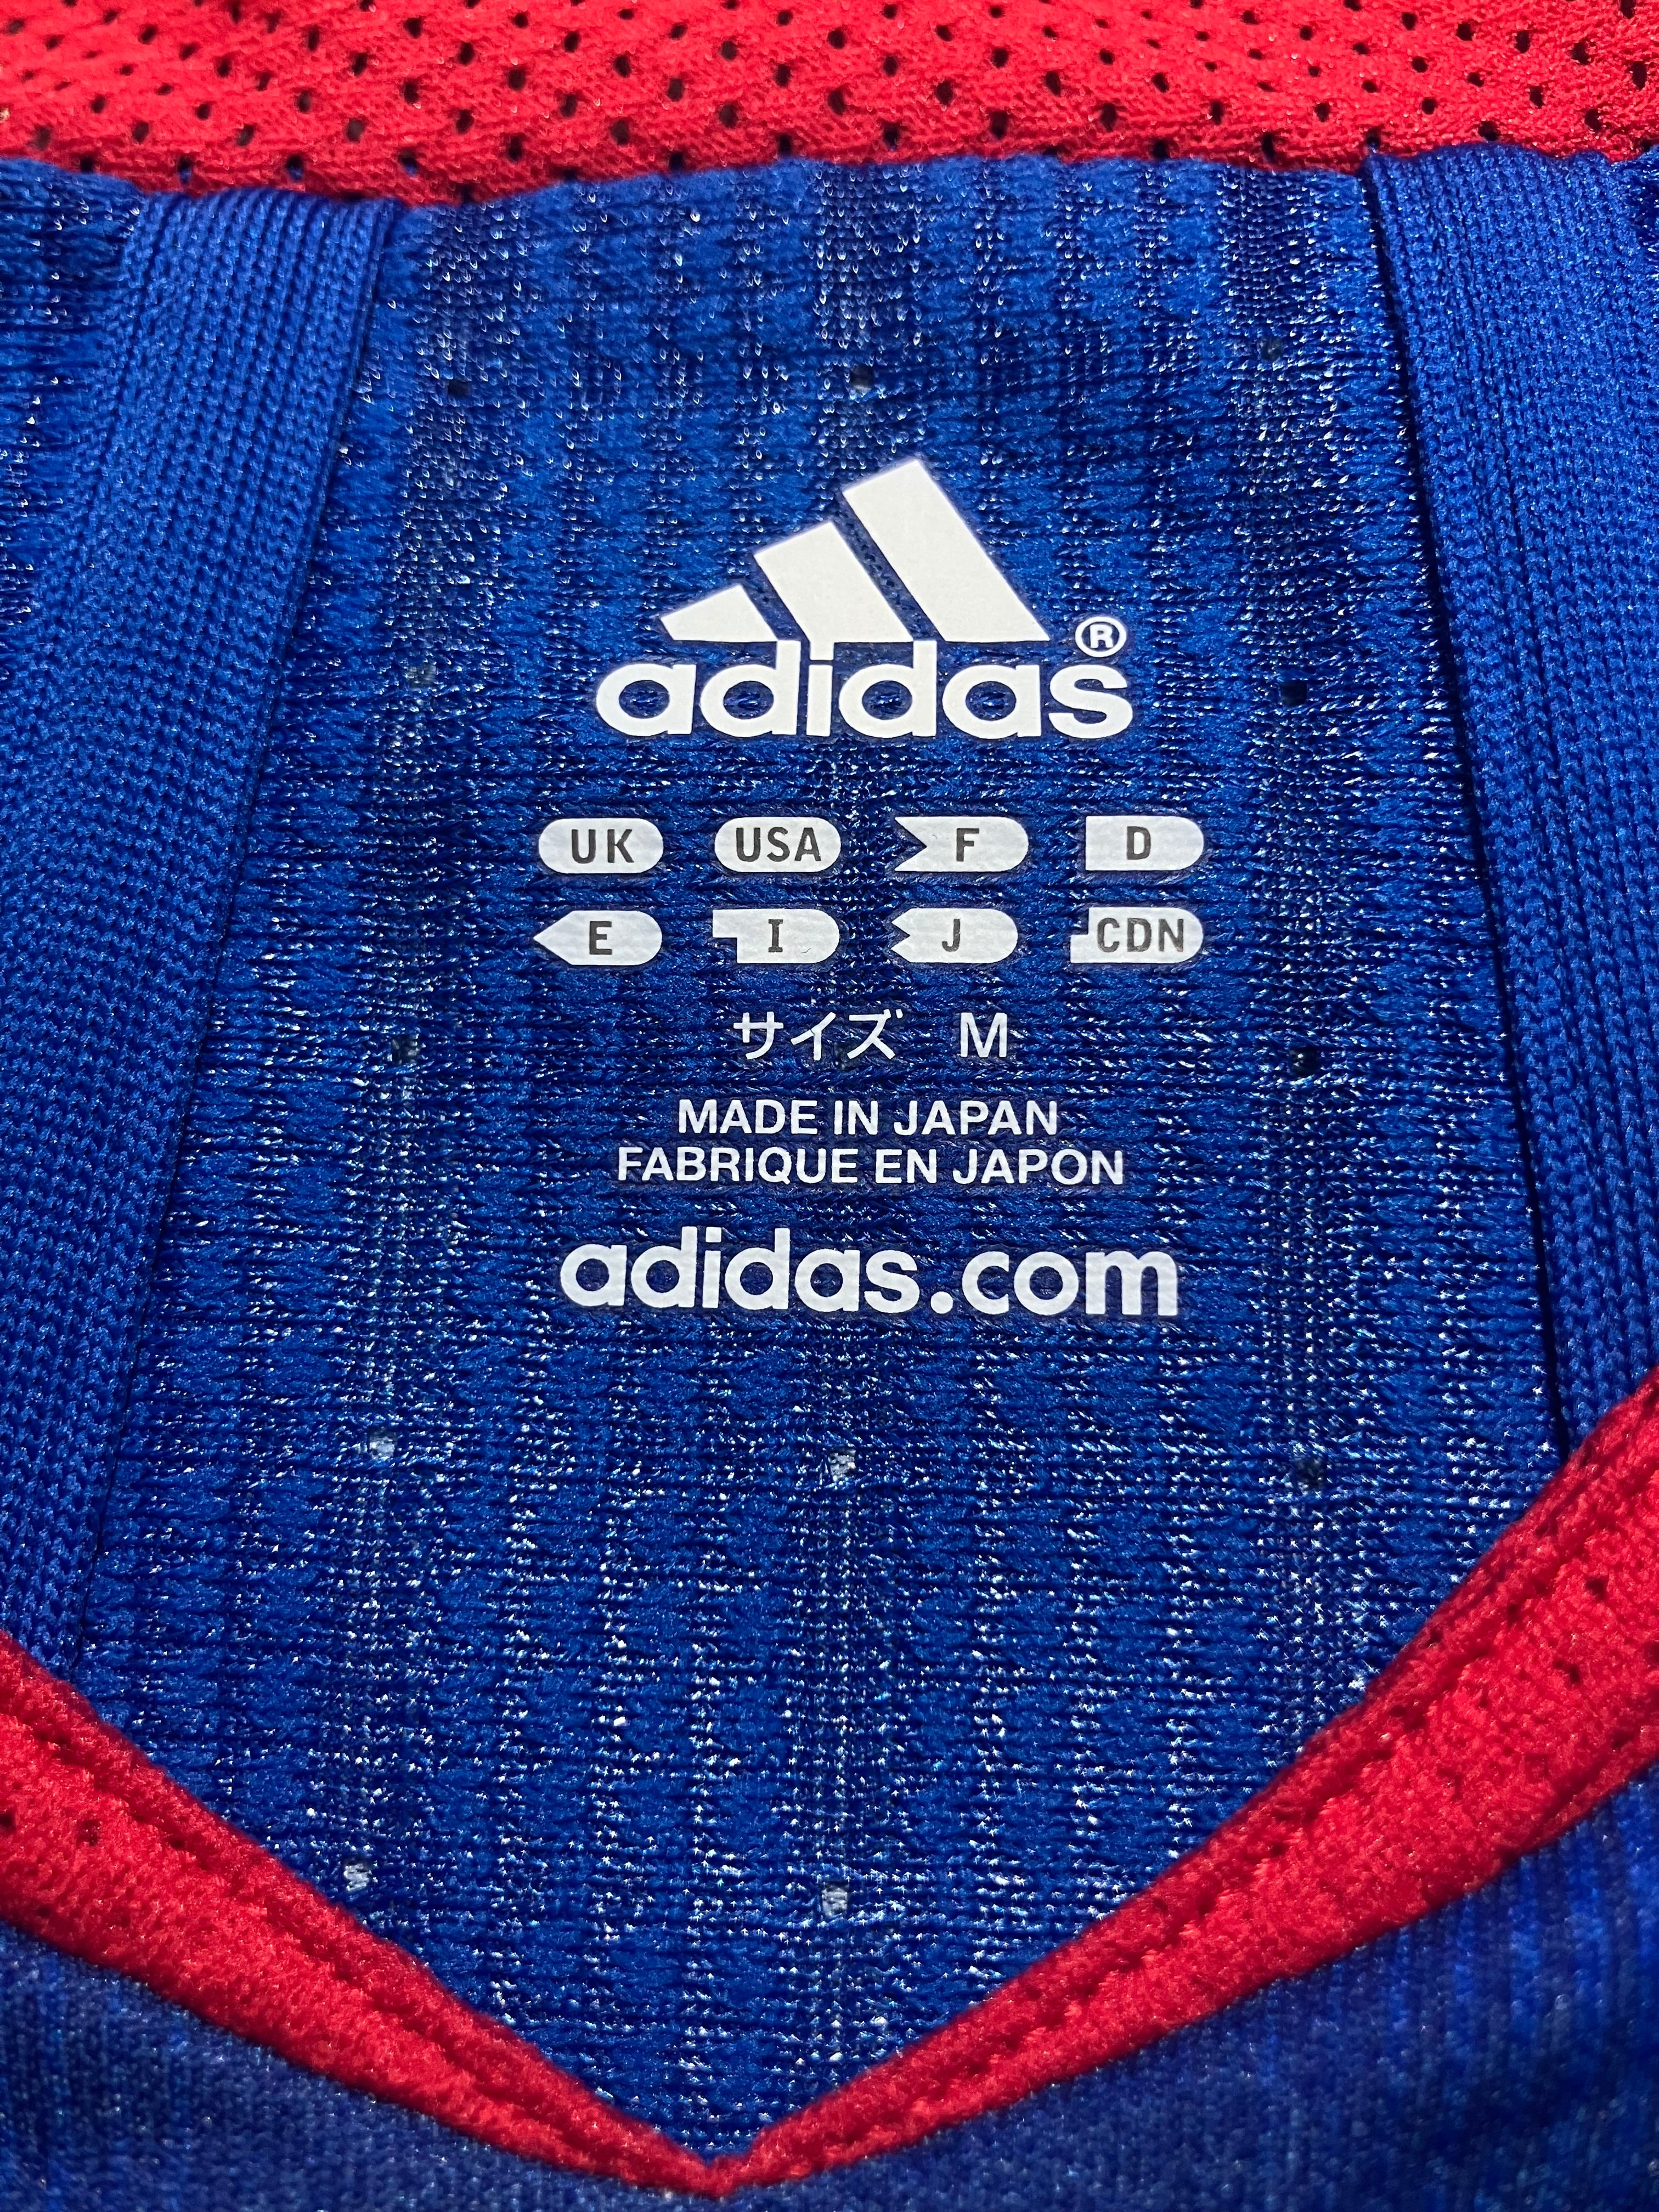 adidas®
UK USA F D
E I J CDN
サイズ M
MADE IN JAPAN
FABRIQUE EN JAPON
adidas.com